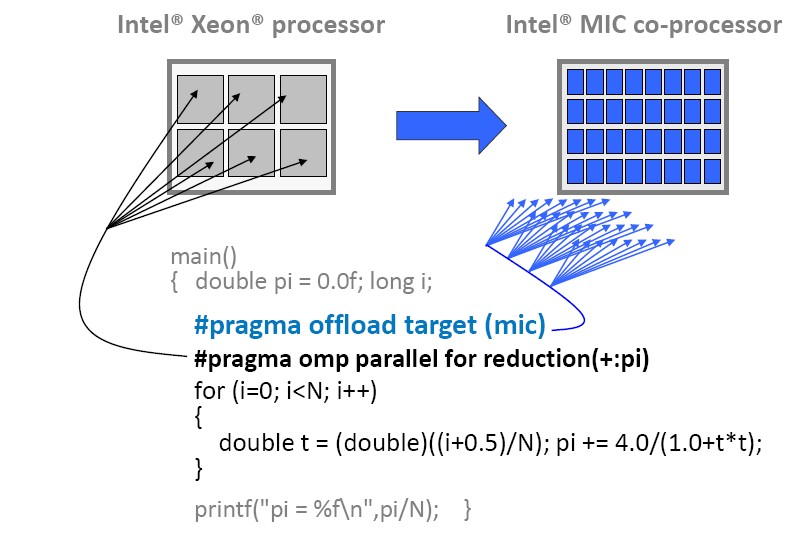 Intel® Xeon® processor
Intel® MIC co-processor
main()
{ double pi = 0.0f; long i;
#pragma offload target (mic)
#pragma omp parallel for reduction(+:pi)
for (i=0; i<N; i++)
{
double t = (double)((i+0.5)/N); pi += 4.0/(1.0+t*t);
}
printf("pi = %f\n",pi/N); }